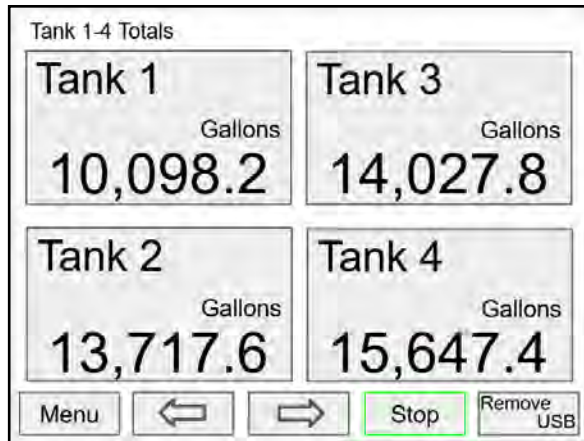 Tank 1-4 Totals
Tank 1
Gallons
10,098.2
Tank 3
Gallons
14,027.8
Tank 2
Gallons
13,717.6
Tank 4
Gallons
15,647.4
Menu
Stop
Remove
USB